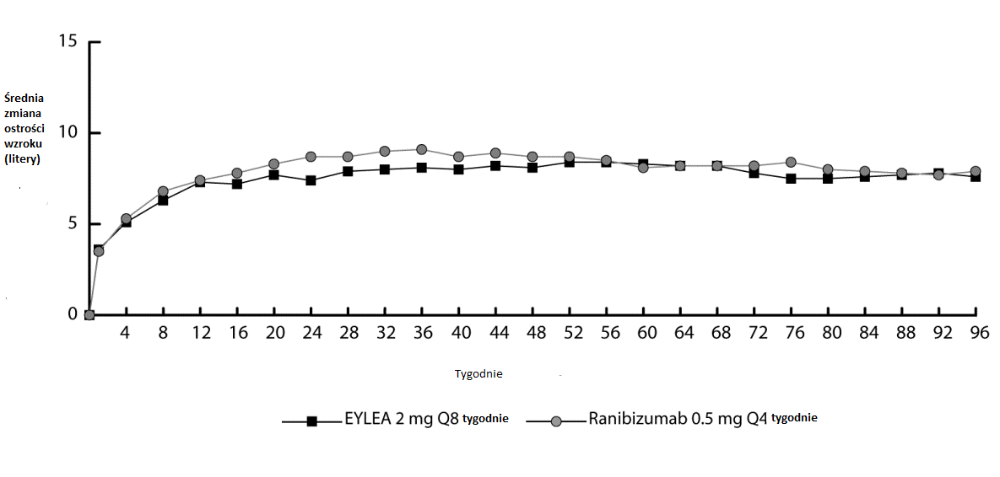 15
Średnia
zmiana
ostrości
wzroku
(litery)
10
5
0
4 8 12 16 20 24 28 32 36 40 44 48 52 56 60 64 68 72 76 80 84 88 92 96
Tygodnie
EYLEA 2 mg Q8 tygodnie Ranibizumab 0.5 mg Q4 tygodnie